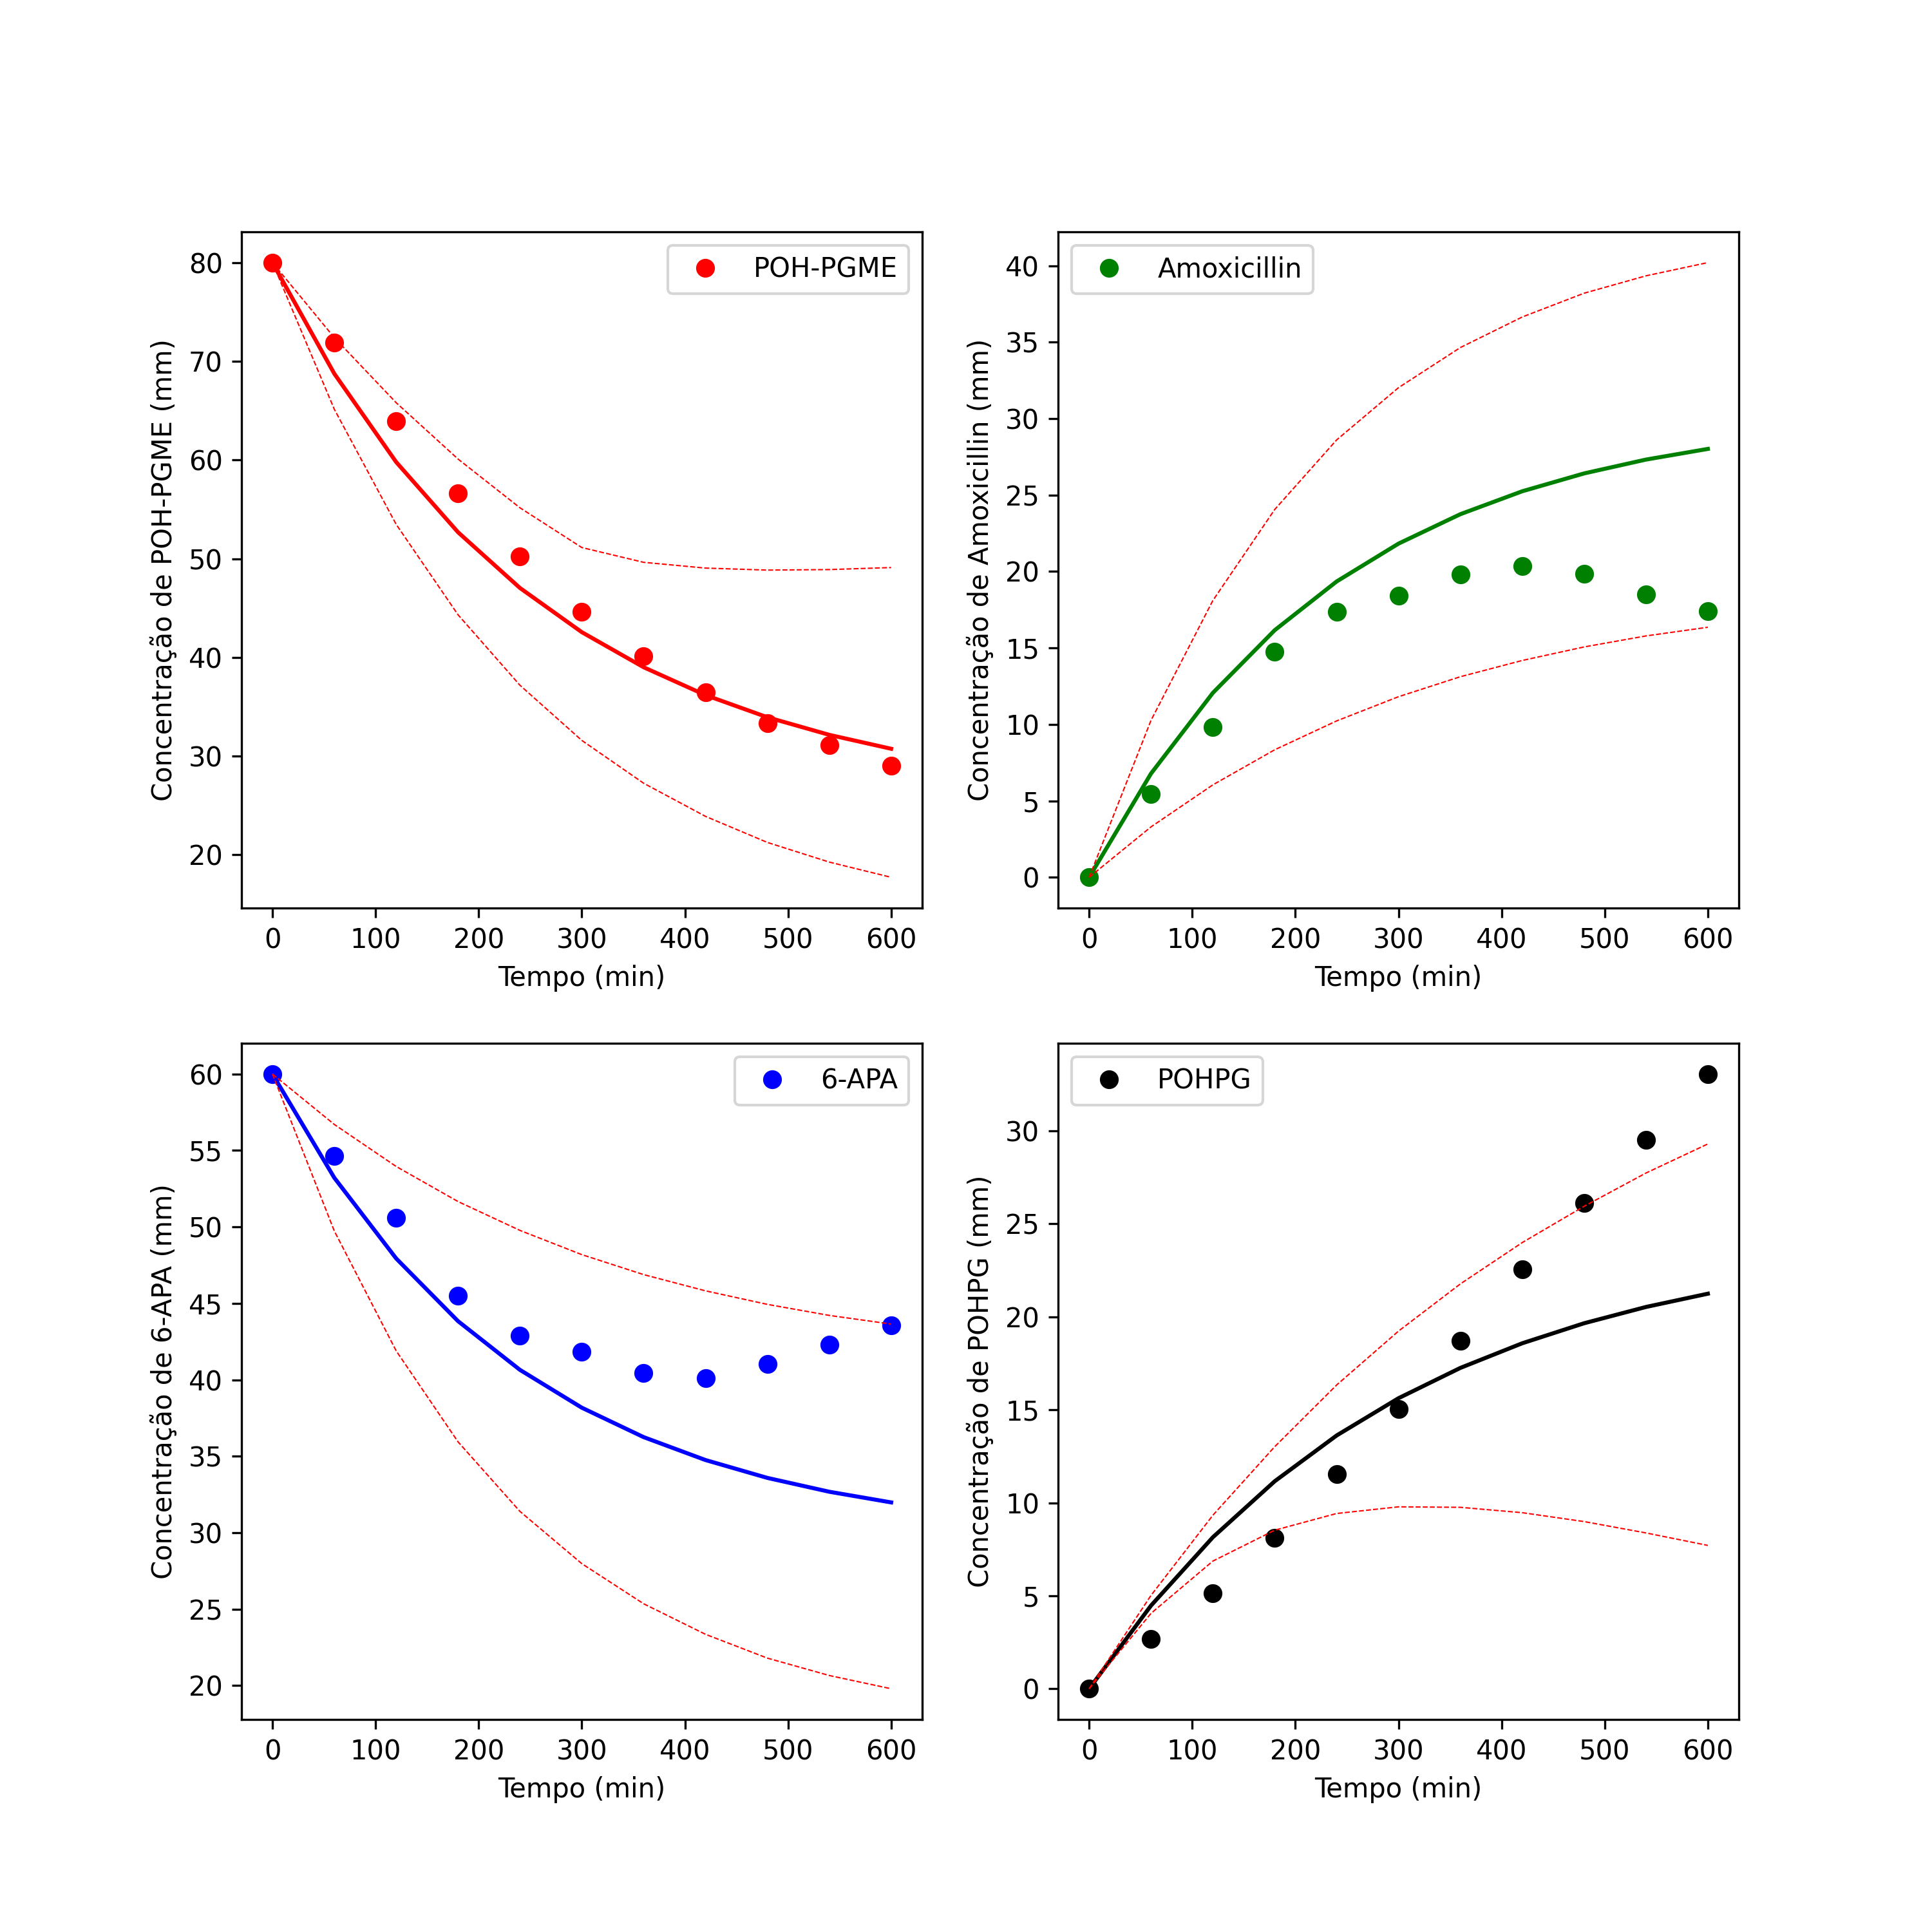 POH-PGME
Concentração de POH-PGME (mm)
80
70
60
50
40
30
20
0 100 200 300 400 500 600
Tempo (min)
Amoxicillin
Concentração de Amoxicillin (mm)
40
35
30
25
20
15
10
5
0
0 100 200 300 400 500 600
Tempo (min)
6-APA
Concentração de 6-APA (mm)
60
55
50
45
40
35
30
25
20
0 100 200 300 400 500 600
Tempo (min)
POHPG
Concentração de POHPG (mm)
30
25
20
15
10
5
0
0 100 200 300 400 500 600
Tempo (min)